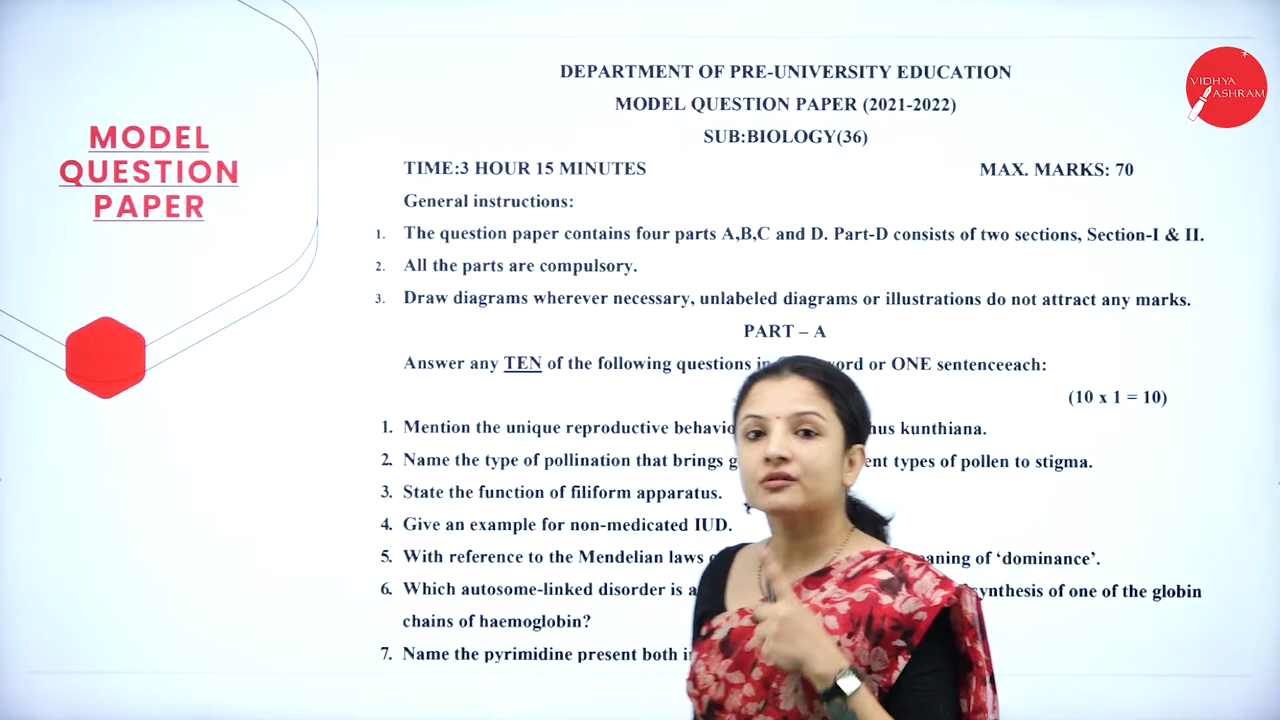 MODEL
QUESTION
PAPER
VIDHYA
ASHRAM
DEPARTMENT OF PRE-UNIVERSITY EDUCATION
MODEL QUESTION PAPER (2021-2022)
SUB:BIOLOGY(36)
TIME:3 HOUR 15 MINUTES MAX. MARKS: 70
General instructions:
1. The question paper contains four parts A,B,C and D. Part-D consists of two sections, Section-I & II.
2. All the parts are compulsory.
3. Draw diagrams wherever necessary, unlabeled diagrams or illustrations do not attract any marks.
PART – A
Answer any TEN of the following questions or ONE sentenceeach:
(10 x 1 = 10)
1. Mention the unique reproductive kunthiana.
2. Name the type of pollination that brings types of pollen to stigma.
3. State the function of filiform apparatus.
4. Give an example for non-medicated IUD.
5. With reference to the Mendelian laws of ‘dominance’.
6. Which autosome-linked disorder is synthesis of one of the globin
chains of haemoglobin?
7. Name the pyrimidine present both